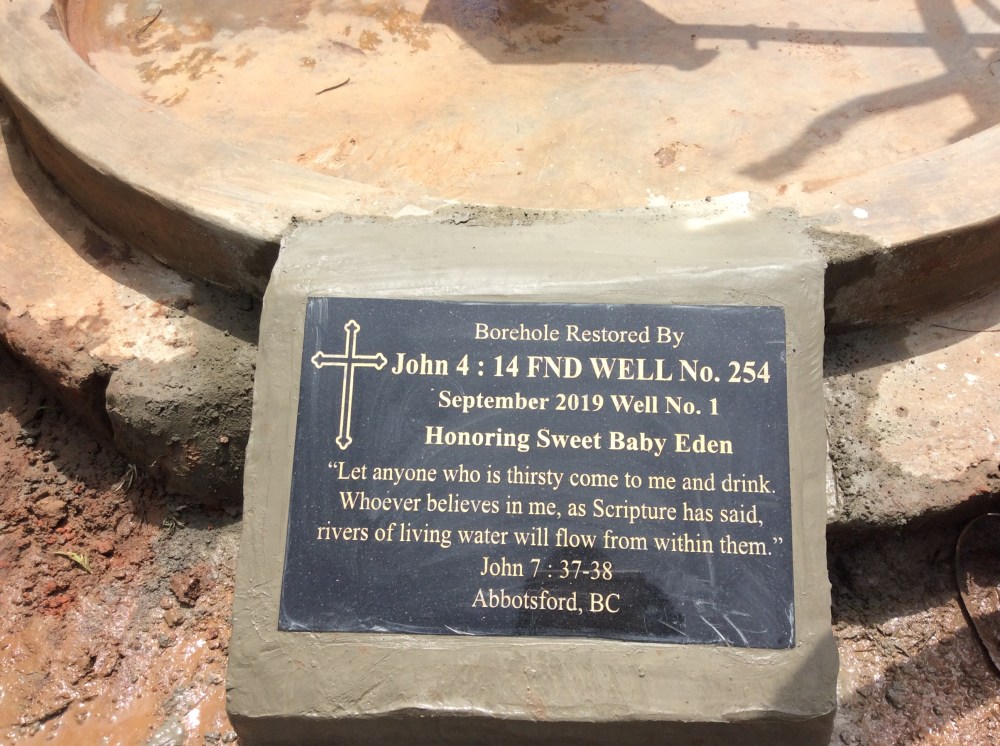 Borehole Restored By
John 4 : 14 FND WELL No. 254
September 2019 Well No. 1
Honoring Sweet Baby Eden
“Let anyone who is thirsty come to me and drink.
Whoever believes in me, as Scripture has said,
rivers of living water will flow from within them.”
John 7 : 37-38
Abbotsford, BC